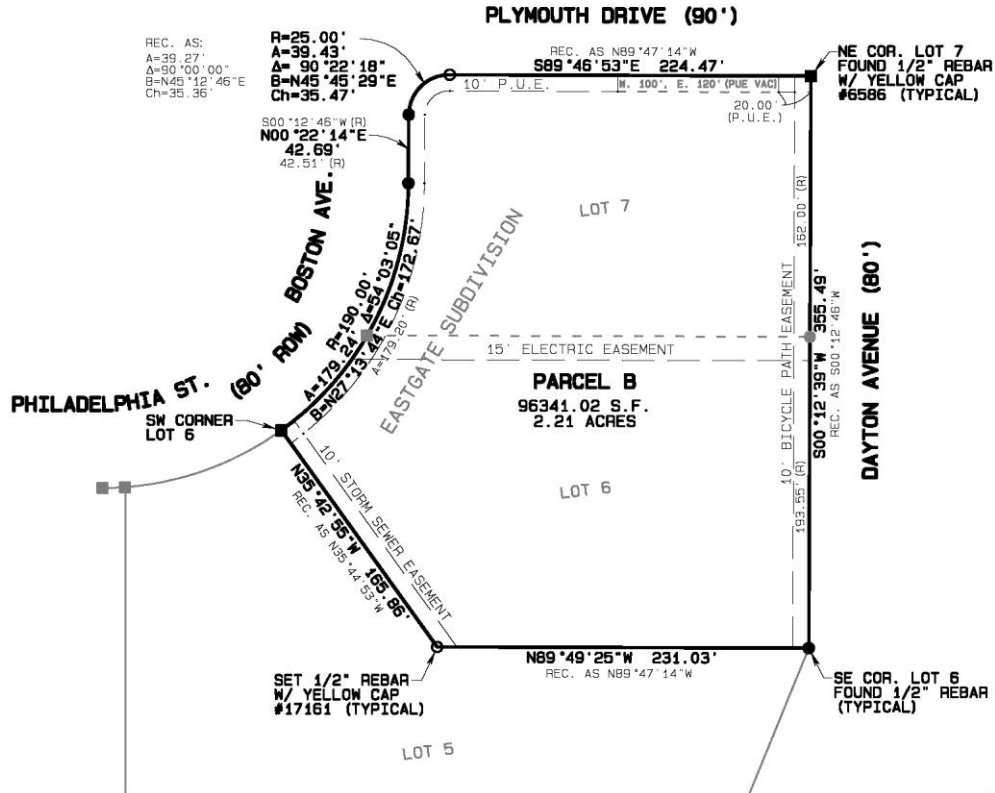 PLYMOUTH DRIVE (90')
REC. AS:
A=39.27'
Δ=90°00'00"
B=N45°12'46"E
Ch=35.36'
R=25.00'
A=39.43'
Δ= 90°22'18"
B=N45°45'29"E
Ch=35.47'
REC. AS N89°47'14"W
S89°46'53"E 224.47'
10' P.U.E.
W. 100', E. 120' (PUE VAC)
20.00'
(P.U.E.)
NE COR. LOT 7
FOUND 1/2" REBAR
W/ YELLOW CAP
#6586 (TYPICAL)
S00°12'46"W (R)
N00°22'14"E
42.69'
42.51' (R)
LOT 7
152.00' (R)
BOSTON AVE.
PHILADELPHIA ST. (80' ROW)
R=190.00'
Δ=54°03'05"
A=179.24'
Ch=172.67'
B=N27°13'44"E
A=179.20' (R)
EASTGATE SUBDIVISION
15' ELECTRIC EASEMENT
PARCEL B
96341.02 S.F.
2.21 ACRES
10' BICYCLE PATH EASEMENT
S00°12'39"W 355.49'
REC. AS S00°12'46"W
DAYTON AVENUE (80')
SW CORNER
LOT 6
10' STORM SEWER EASEMENT
N35°42'55"W 165.86'
REC. AS N35°44'53"W
LOT 6
193.55' (R)
N89°49'25"W 231.03'
REC. AS N89°47'14"W
SET 1/2" REBAR
W/ YELLOW CAP
#17161 (TYPICAL)
SE COR. LOT 6
FOUND 1/2" REBAR
(TYPICAL)
LOT 5